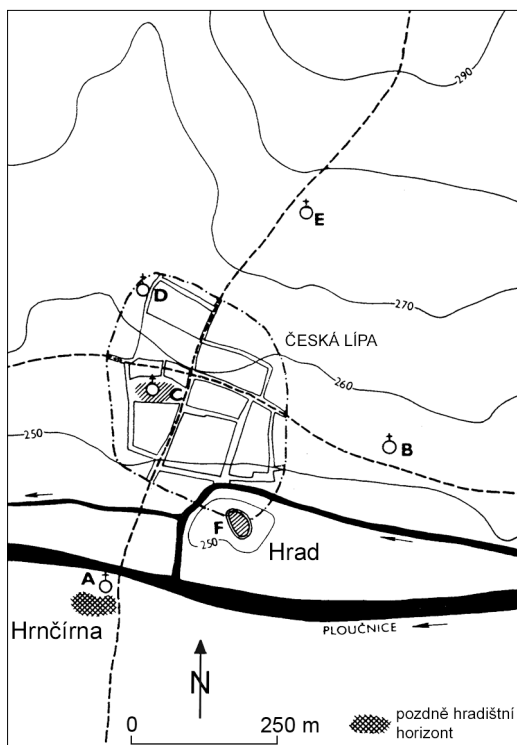 290
E
D
270
ČESKÁ LÍPA
260
C
250
B
F
250
Hrad
A
Hrnčírna
PLOUČNICE
N
0 250 m
pozdně hradištní
horizont